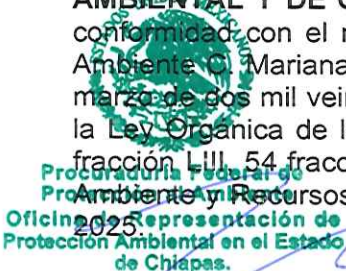 AMBIENTAL Y DE
conformidad con el
Ambiente C. Mariana
marzo de dos mil
la Ley Orgánica de
fracción LIII, 54
Ambiente y Recursos
2025.
ESTADOS
MEXICANOS
Procuraduría Federal de
Protección al Ambiente
Oficina de Representación de
Protección Ambiental en el Estado
de Chiapas.